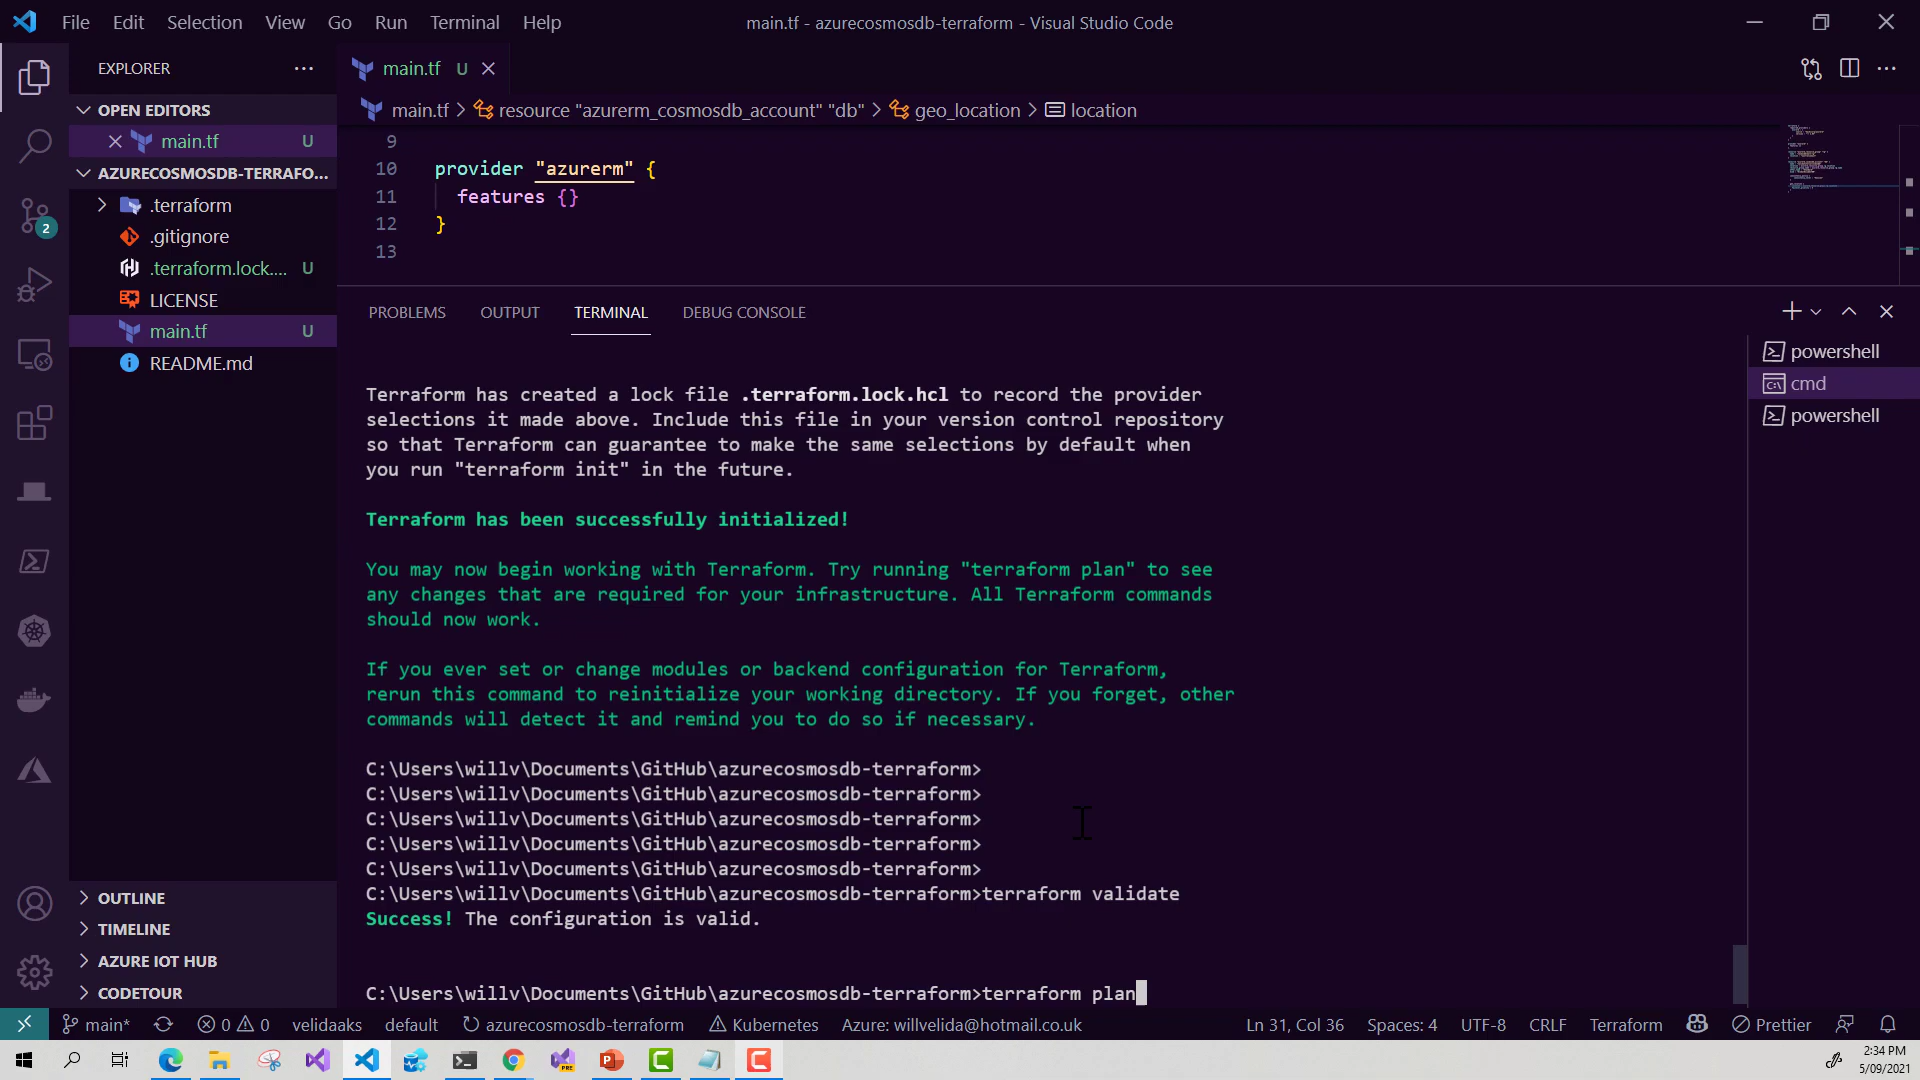 File Edit Selection View Go Run Terminal Help
main.tf - azurecosmosdb-terraform - Visual Studio Code
EXPLORER
OPEN EDITORS
main.tf U
AZURECOSMOSDB-TERRAFO...
.terraform
.gitignore
.terraform.lock.... U
LICENSE
main.tf U
README.md
OUTLINE
TIMELINE
AZURE IOT HUB
CODETOUR
2
main.tf U
main.tf > resource "azurerm_cosmosdb_account" "db" > geo_location > location
9
10 provider "azurerm" {
11 features {}
12 }
13
PROBLEMS OUTPUT TERMINAL DEBUG CONSOLE
powershell
cmd
powershell
Terraform has created a lock file .terraform.lock.hcl to record the provider
selections it made above. Include this file in your version control repository
so that Terraform can guarantee to make the same selections by default when
you run "terraform init" in the future.
Terraform has been successfully initialized!
You may now begin working with Terraform. Try running "terraform plan" to see
any changes that are required for your infrastructure. All Terraform commands
should now work.
If you ever set or change modules or backend configuration for Terraform,
rerun this command to reinitialize your working directory. If you forget, other
commands will detect it and remind you to do so if necessary.
C:\Users\willv\Documents\GitHub\azurecosmosdb-terraform>
C:\Users\willv\Documents\GitHub\azurecosmosdb-terraform>
C:\Users\willv\Documents\GitHub\azurecosmosdb-terraform>
C:\Users\willv\Documents\GitHub\azurecosmosdb-terraform>
C:\Users\willv\Documents\GitHub\azurecosmosdb-terraform>
C:\Users\willv\Documents\GitHub\azurecosmosdb-terraform>terraform validate
Success! The configuration is valid.
C:\Users\willv\Documents\GitHub\azurecosmosdb-terraform>terraform plan
main* 0 0 velidaaks default azurecosmosdb-terraform Kubernetes Azure: willvelida@hotmail.co.uk Ln 31, Col 36 Spaces: 4 UTF-8 CRLF Terraform Prettier
2:34 PM
5/09/2021